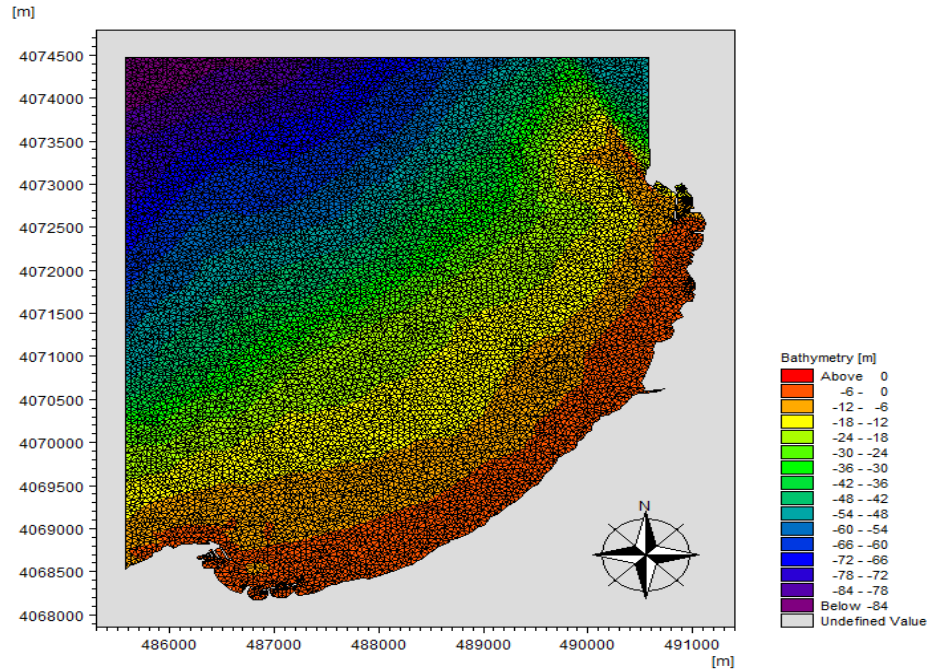 [m]
4074500
4074000
4073500
4073000
4072500
4072000
4071500
4071000
4070500
4070000
4069500
4069000
4068500
4068000
486000 487000 488000 489000 490000 491000
[m]
N
Bathymetry [m]
Above 0
-6 - 0
-12 - -6
-18 - -12
-24 - -18
-30 - -24
-36 - -30
-42 - -36
-48 - -42
-54 - -48
-60 - -54
-66 - -60
-72 - -66
-78 - -72
-84 - -78
Below -84
Undefined Value